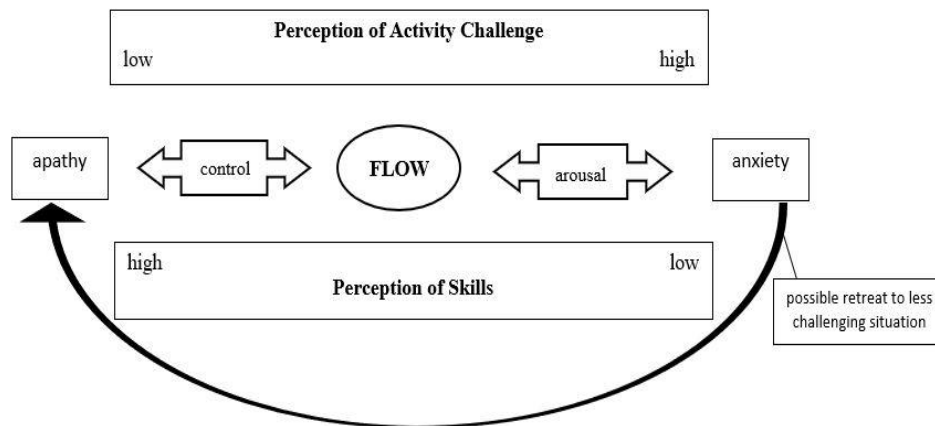 Perception of Activity Challenge
low high
apathy control FLOW arousal anxiety
high low
Perception of Skills
possible retreat to less
challenging situation